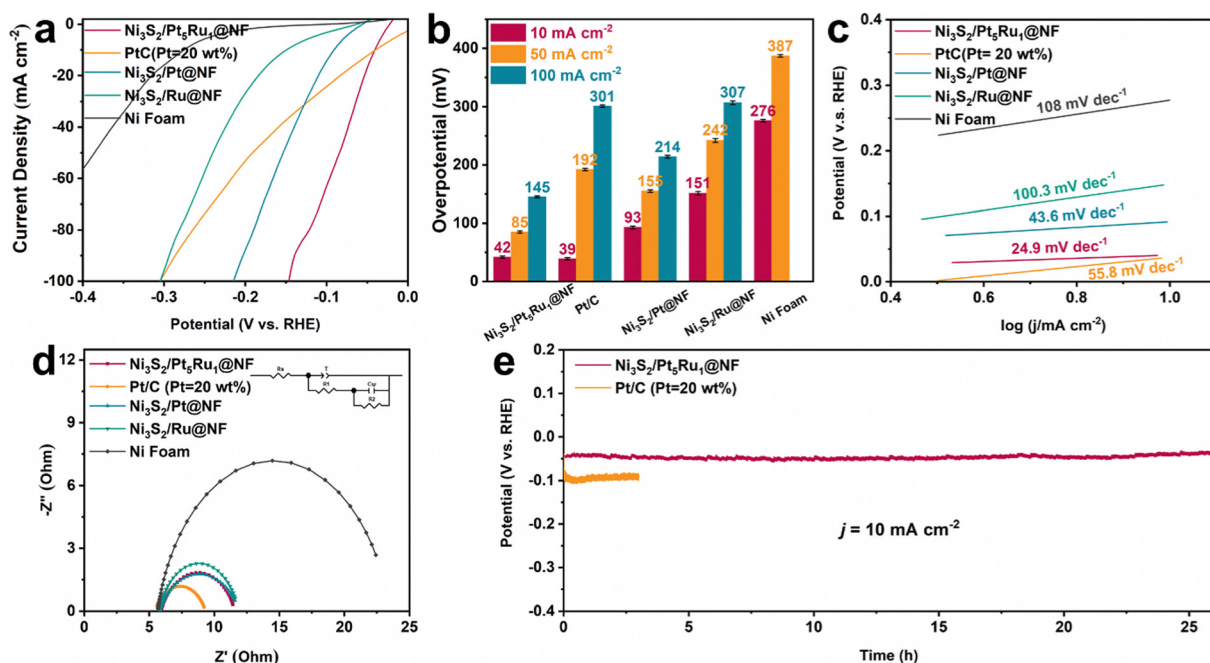 a
Ni₃S₂/Pt₅Ru₁@NF
PtC(Pt=20 wt%)
Ni₃S₂/Pt@NF
Ni₃S₂/Ru@NF
Ni Foam
Current Density (mA cm⁻²)
0
-20
-40
-60
-80
-100
-0.4 -0.3 -0.2 -0.1 0.0
Potential (V vs. RHE)
b
10 mA cm⁻²
50 mA cm⁻²
100 mA cm⁻²
Overpotential (mV)
400
300
200
100
0
42 85 145
39 192 301
93 155 214
151 242 307
276 387
Ni₃S₂/Pt₅Ru₁@NF
Pt/C
Ni₃S₂/Pt@NF
Ni₃S₂/Ru@NF
Ni Foam
c
Ni₃S₂/Pt₅Ru₁@NF
PtC(Pt= 20 wt%)
Ni₃S₂/Pt@NF
Ni₃S₂/Ru@NF
Ni Foam
Potential (V v.s. RHE)
0.4
0.3
0.2
0.1
0.0
108 mV dec⁻¹
100.3 mV dec⁻¹
43.6 mV dec⁻¹
24.9 mV dec⁻¹
55.8 mV dec⁻¹
0.4 0.6 0.8 1.0
log (j/mA cm⁻²)
d
Ni₃S₂/Pt₅Ru₁@NF
Pt/C (Pt=20 wt%)
Ni₃S₂/Pt@NF
Ni₃S₂/Ru@NF
Ni Foam
Rs T
R1
R2
-Z'' (Ohm)
12
9
6
3
0
0 5 10 15 20 25
Z' (Ohm)
e
Ni₃S₂/Pt₅Ru₁@NF
Pt/C (Pt=20 wt%)
Potential (V vs. RHE)
0.2
0.1
0.0
-0.1
-0.2
-0.3
-0.4
j = 10 mA cm⁻²
0 5 10 15 20 25
Time (h)